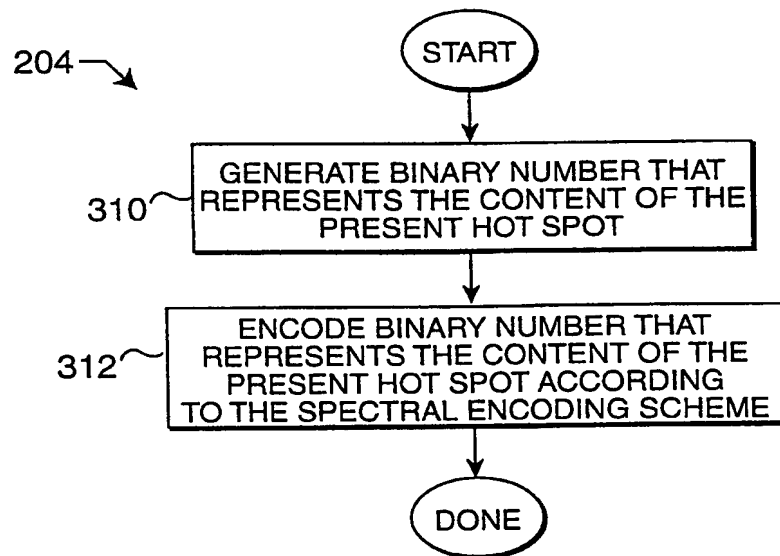 START
204
GENERATE BINARY NUMBER THAT
REPRESENTS THE CONTENT OF THE
PRESENT HOT SPOT.
310
ENCODE BINARY NUMBER THAT
REPRESENTS THE CONTENT OF THE
PRESENT HOT SPOT ACCORDING
TO THE SPECTRAL ENCODING SCHEME
312
DONE